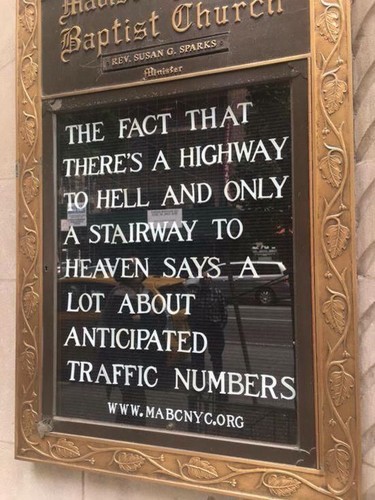 Baptist Church
REV. SUSAN G. SPARKS
Minister
THE FACT THAT
THERE'S A HIGHWAY
TO HELL AND ONLY
A STAIRWAY TO
HEAVEN SAYS A
LOT ABOUT
ANTICIPATED
TRAFFIC NUMBERS
WWW.MABCNYC.ORG